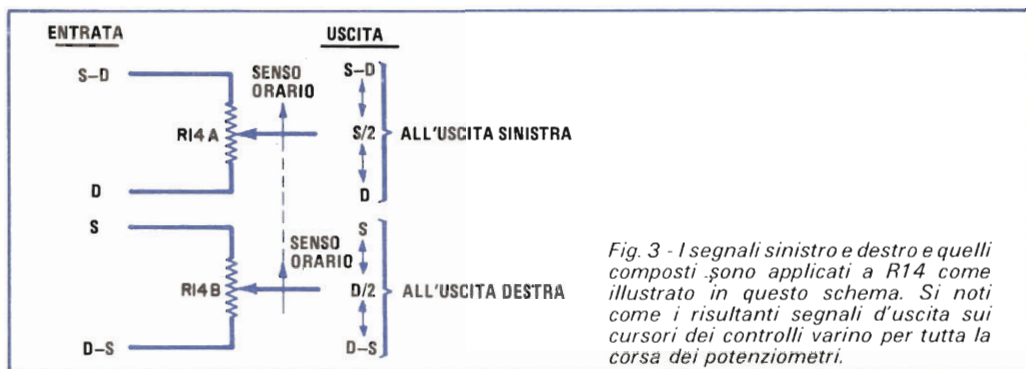 ENTRATA
USCITA
S-D
SENSO
ORARIO
S-D
R14A
S/2
ALL'USCITA SINISTRA
D
D
S
S
SENSO
ORARIO
R14B
D/2
ALL'USCITA DESTRA
D-S
D-S
Fig. 3 - I segnali sinistro e destro e quelli
composti sono applicati a R14 come
illustrato in questo schema. Si noti
come i risultanti segnali d'uscita sui
cursori dei controlli varino per tutta la
corsa dei potenziometri.